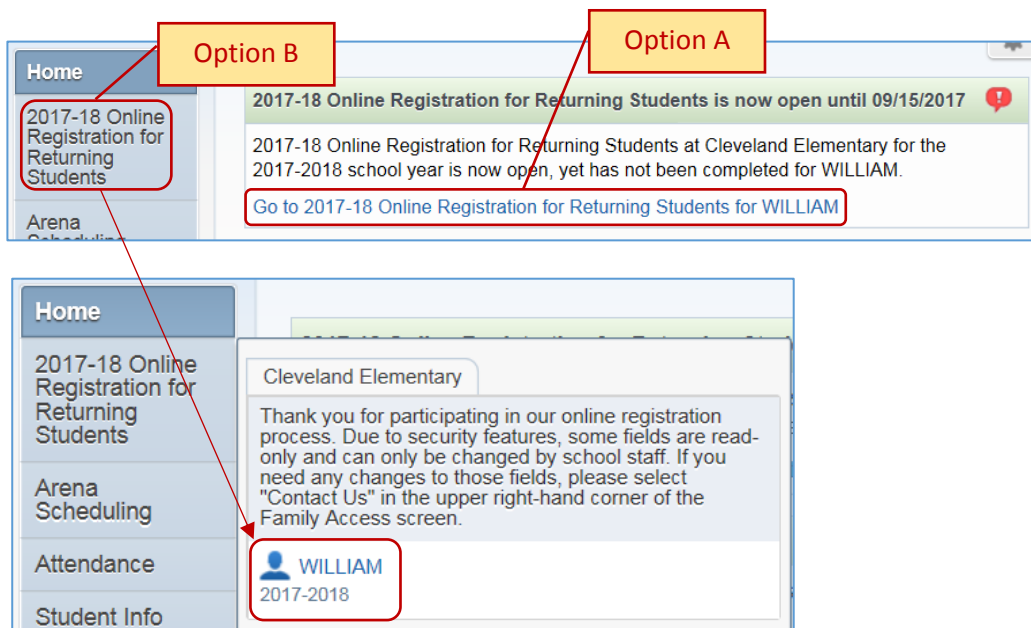 Option B
Option A
Home
2017-18 Online
Registration for
Returning
Students
Arena
Scheduling
2017-18 Online Registration for Returning Students is now open until 09/15/2017
2017-18 Online Registration for Returning Students at Cleveland Elementary for the
2017-2018 school year is now open, yet has not been completed for WILLIAM.
Go to 2017-18 Online Registration for Returning Students for WILLIAM
Home
2017-18 Online
Registration for
Returning
Students
Arena
Scheduling
Attendance
Student Info
Cleveland Elementary
Thank you for participating in our online registration
process. Due to security features, some fields are read-
only and can only be changed by school staff. If you
need any changes to those fields, please select
"Contact Us" in the upper right-hand corner of the
Family Access screen.
WILLIAM
2017-2018